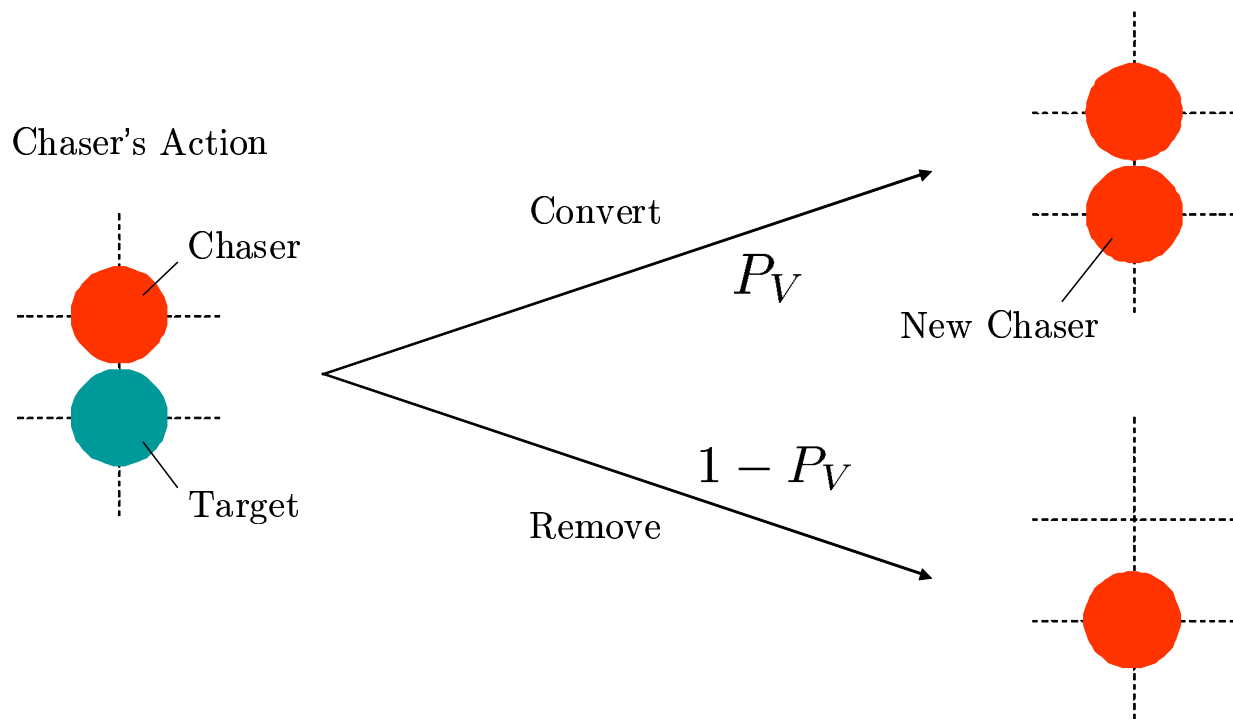 Chaser's Action
Chaser
Target
Convert
P_V
New Chaser
1 − P_V
Remove